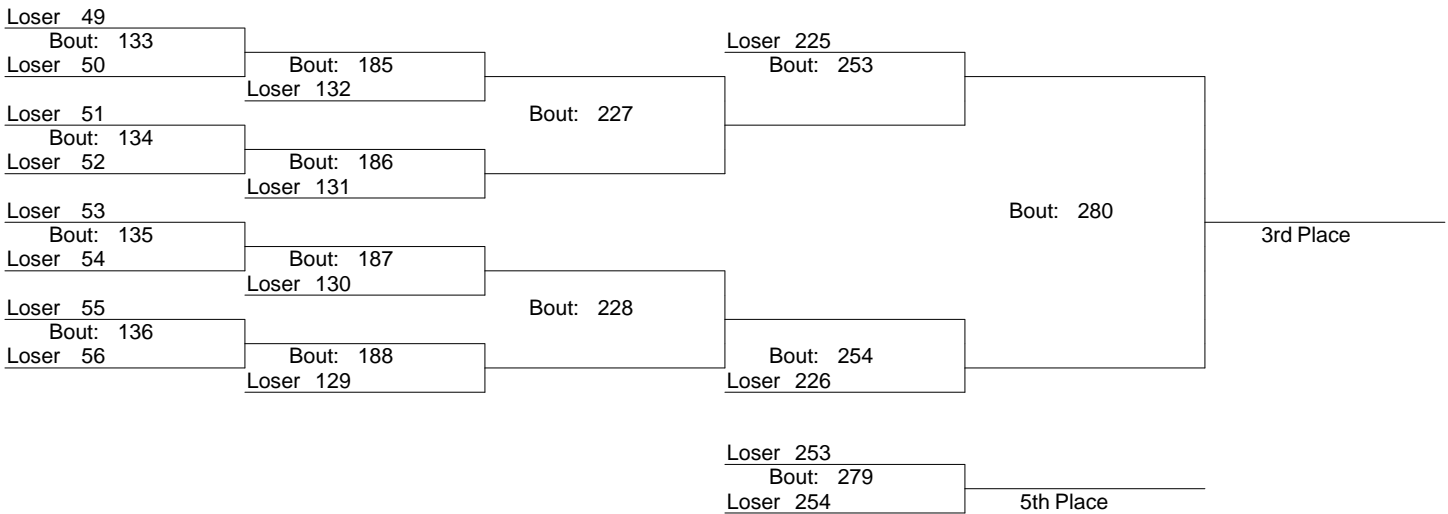 Loser 49
Bout: 133
Loser 50
Bout: 185
Loser 132
Loser 51
Bout: 134
Loser 52
Bout: 186
Loser 131
Bout: 227
Loser 225
Bout: 253
Loser 53
Bout: 135
Loser 54
Bout: 187
Loser 130
Loser 55
Bout: 136
Loser 56
Bout: 188
Loser 129
Bout: 228
Bout: 254
Loser 226
Bout: 280
3rd Place
Loser 253
Bout: 279
Loser 254
5th Place